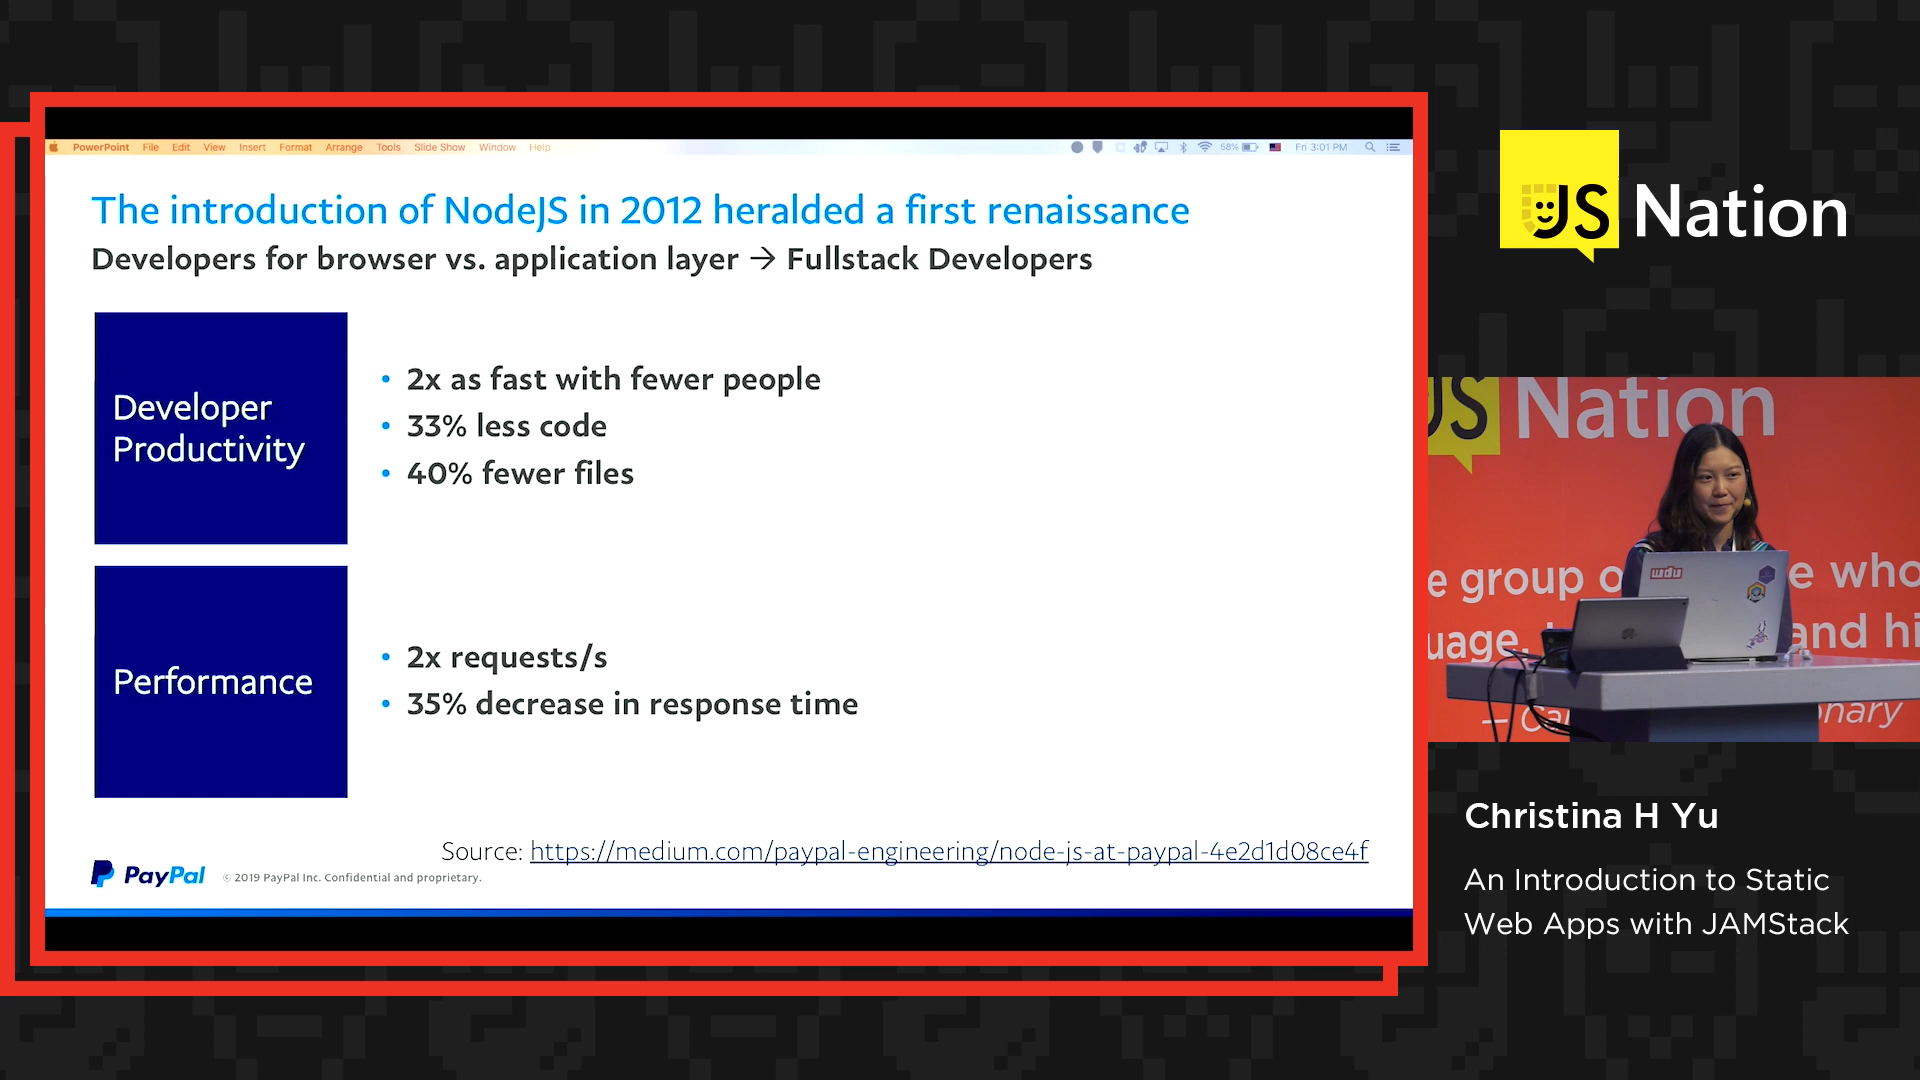 PowerPoint File Edit View Insert Format Arrange Tools Slide Show Window Help
58% Fri 3:01 PM
The introduction of NodeJS in 2012 heralded a first renaissance
Developers for browser vs. application layer → Fullstack Developers
Developer
Productivity
• 2x as fast with fewer people
• 33% less code
• 40% fewer files
Performance
• 2x requests/s
• 35% decrease in response time
Source: https://medium.com/paypal-engineering/node-js-at-paypal-4e2d1d08ce4f
PayPal © 2019 PayPal Inc. Confidential and proprietary.
JS Nation
JS Nation
e group o e who
uage, and hi
wdu
Christina H Yu
An Introduction to Static
Web Apps with JAMStack